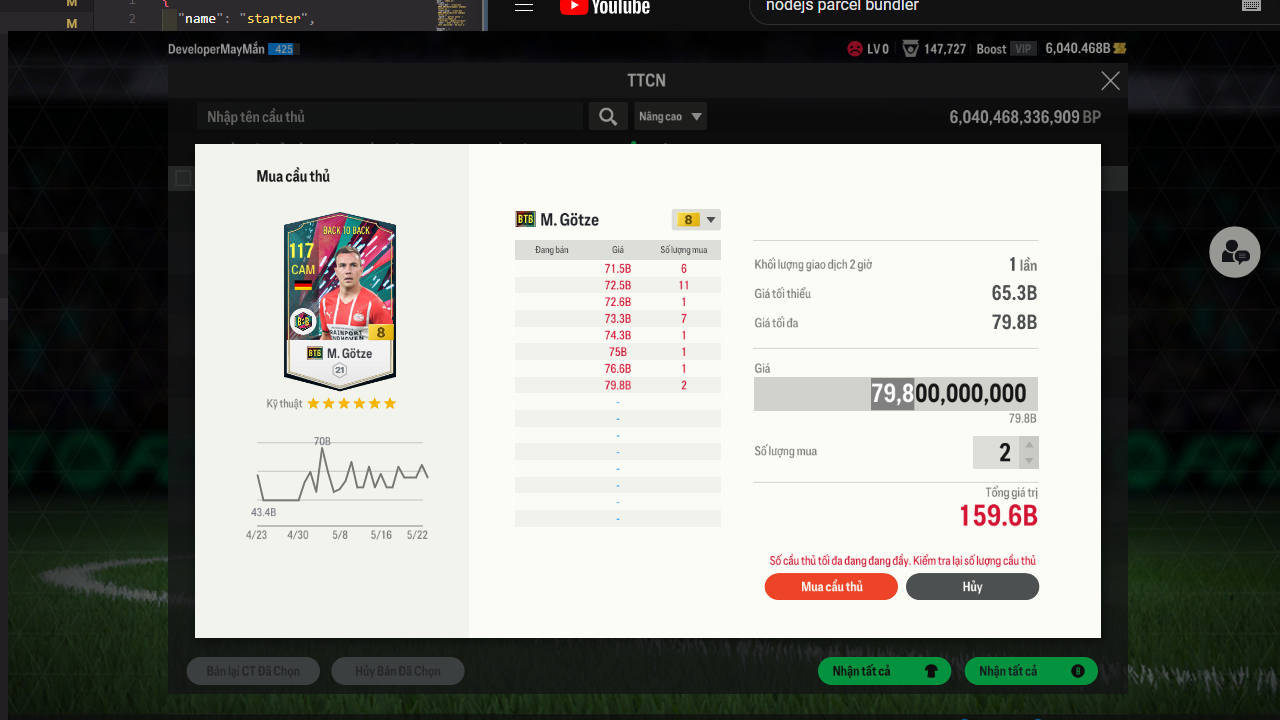 M
1 {
YouTube
nodejs parcel bundler
M
2 "name": "starter",
DeveloperMayMắn 425
LV 0 147,727 Boost VIP 6,040.468B
TTCN
Nhập tên cầu thủ
Nâng cao
6,040,468,336,909 BP
Mua cầu thủ
BACK TO BACK
117
CAM
8
BTB M. Götze
21
Kỹ thuật
70B
43.4B
4/23 4/30 5/8 5/16 5/22
BTB M. Götze 8
Đang bán Giá Số lượng mua
71.5B 6
72.5B 11
72.6B 1
73.3B 7
74.3B 1
75B 1
76.6B 1
79.8B 2
-
-
-
-
-
-
-
-
Khối lượng giao dịch 2 giờ 1 lần
Giá tối thiểu 65.3B
Giá tối đa 79.8B
Giá
79,800,000,000
79.8B
Số lượng mua 2
Tổng giá trị
159.6B
Số cầu thủ tối đa đang đang đầy. Kiểm tra lại số lượng cầu thủ
Mua cầu thủ Hủy
Bán lại CT Đã Chọn Hủy Bán Đã Chọn Nhận tất cả Nhận tất cả